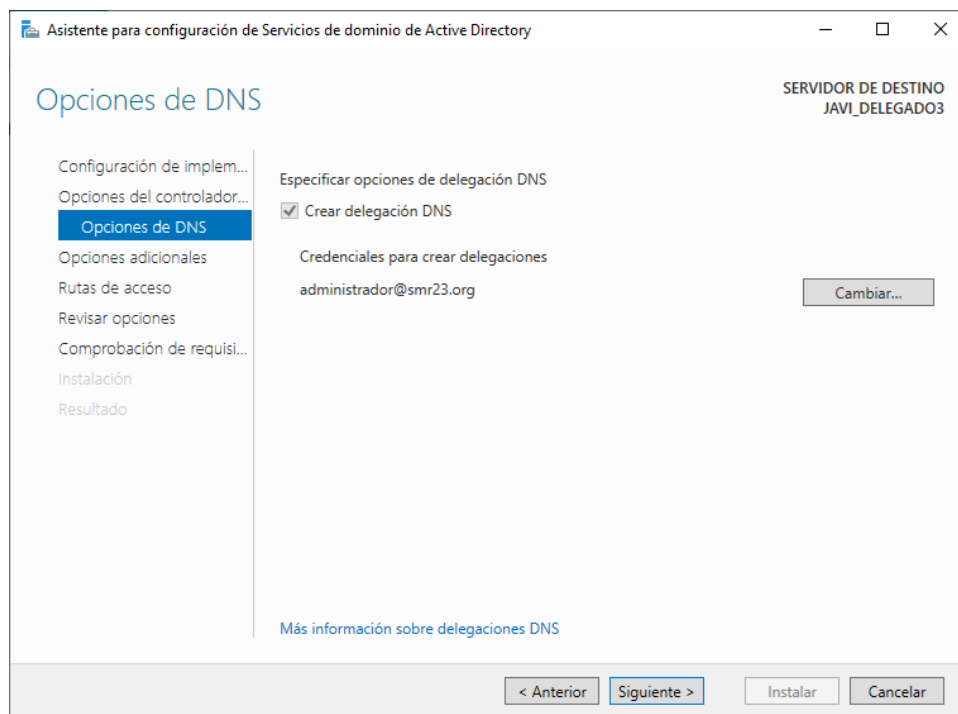 Asistente para configuración de Servicios de dominio de Active Directory
Opciones de DNS
SERVIDOR DE DESTINO
JAVI_DELEGADO3
Configuración de implem...
Opciones del controlador...
Opciones de DNS
Opciones adicionales
Rutas de acceso
Revisar opciones
Comprobación de requisi...
Instalación
Resultado
Especificar opciones de delegación DNS
Crear delegación DNS
Credenciales para crear delegaciones
administrador@smr23.org
Cambiar...
Más información sobre delegaciones DNS
< Anterior
Siguiente >
Instalar
Cancelar